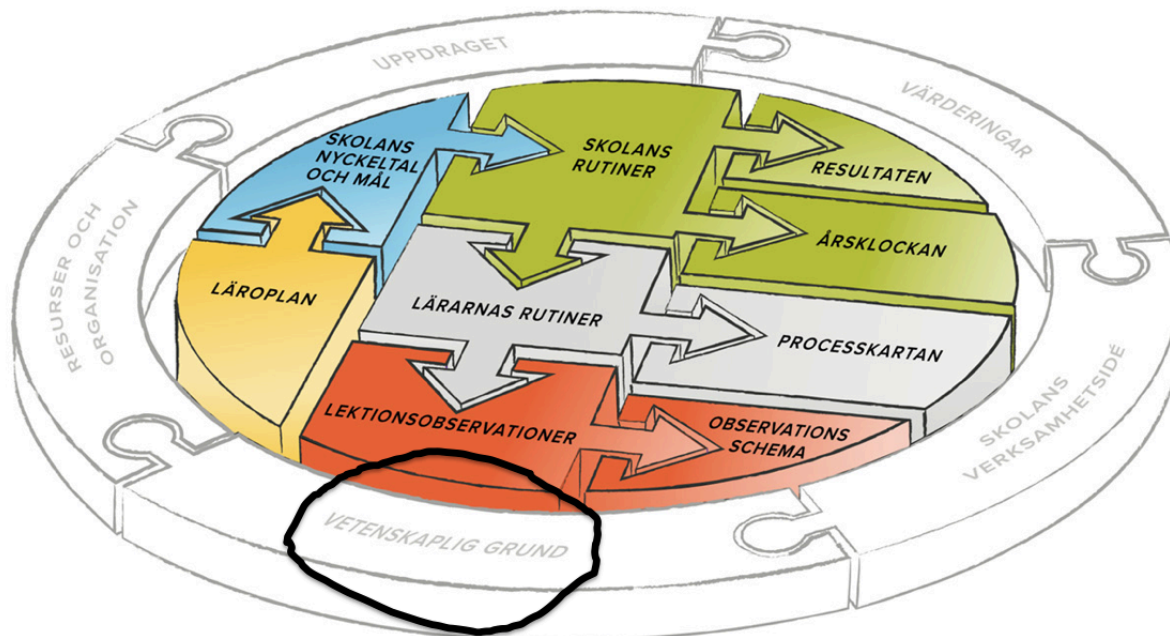 UPPDRAGET
VÄRDERINGAR
RESURSER OCH
ORGANISATION
SKOLANS
NYCKELTAL
OCH MÅL
SKOLANS
RUTINER
RESULTATEN
ÅRSKLOCKAN
LÄROPLAN
LÄRARNAS RUTINER
PROCESSKARTAN
LEKTIONSOBSERVATIONER
OBSERVATIONS
SCHEMA
SKOLANS
VERKSAMHETSIDÉ
VETENSKAPLIG GRUND